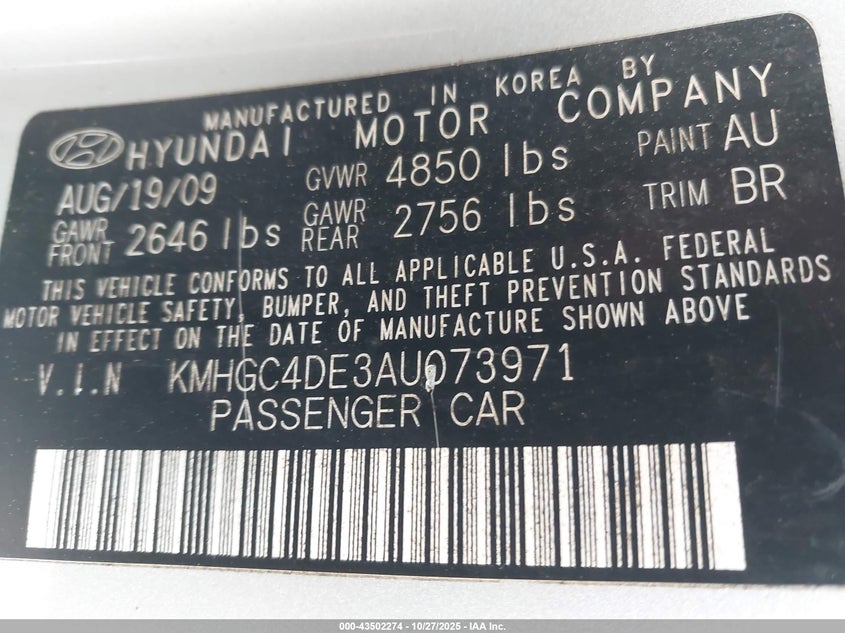 MANUFACTURED IN KOREA BY
HYUNDAI MOTOR COMPANY
AUG/19/09 GVWR 4850 lbs PAINT AU
GAWR FRONT 2646 lbs GAWR REAR 2756 lbs TRIM BR
THIS VEHICLE CONFORMS TO ALL APPLICABLE U.S.A. FEDERAL
MOTOR VEHICLE SAFETY, BUMPER, AND THEFT PREVENTION STANDARDS
IN EFFECT ON THE DATE OF MANUFACTURE SHOWN ABOVE
V.I.N KMHGC4DE3AU073971
PASSENGER CAR
000-43502274 | 10/27/2025 - IAA Inc.